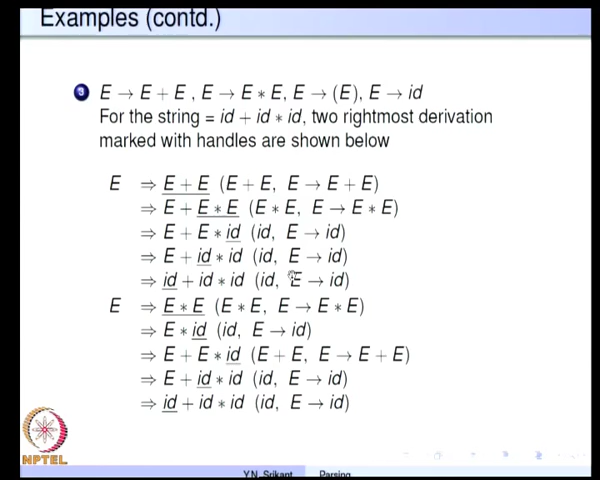 Examples (contd.)
3 E → E + E , E → E * E, E → (E), E → id
For the string = id + id * id, two rightmost derivation
marked with handles are shown below
E ⇒ E + E (E + E, E → E + E)
⇒ E + E * E (E * E, E → E * E)
⇒ E + E * id (id, E → id)
⇒ E + id * id (id, E → id)
⇒ id + id * id (id, E → id)
E ⇒ E * E (E * E, E → E * E)
⇒ E * id (id, E → id)
⇒ E + E * id (E + E, E → E + E)
⇒ E + id * id (id, E → id)
⇒ id + id * id (id, E → id)
NPTEL
Y.N. Srikant Parsing